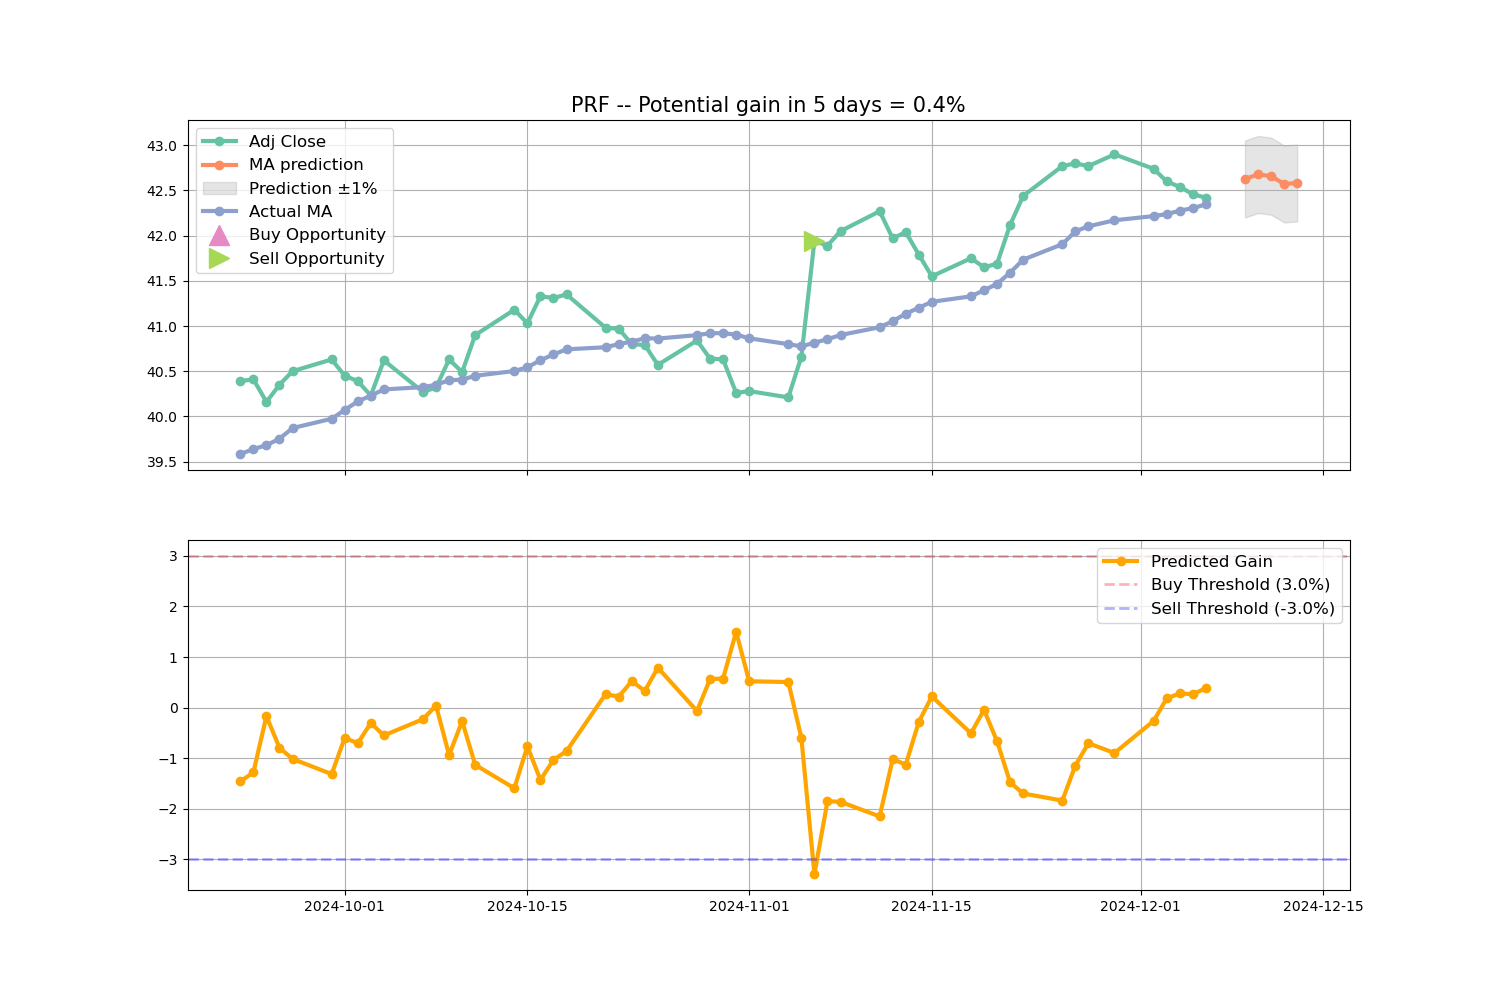 PRF -- Potential gain in 5 days = 0.4%
43.0
42.5
42.0
41.5
41.0
40.5
40.0
39.5
Adj Close
MA prediction
Prediction ±1%
Actual MA
Buy Opportunity
Sell Opportunity
3
2
1
0
−1
−2
−3
Predicted Gain
Buy Threshold (3.0%)
Sell Threshold (-3.0%)
2024-10-01
2024-10-15
2024-11-01
2024-11-15
2024-12-01
2024-12-15